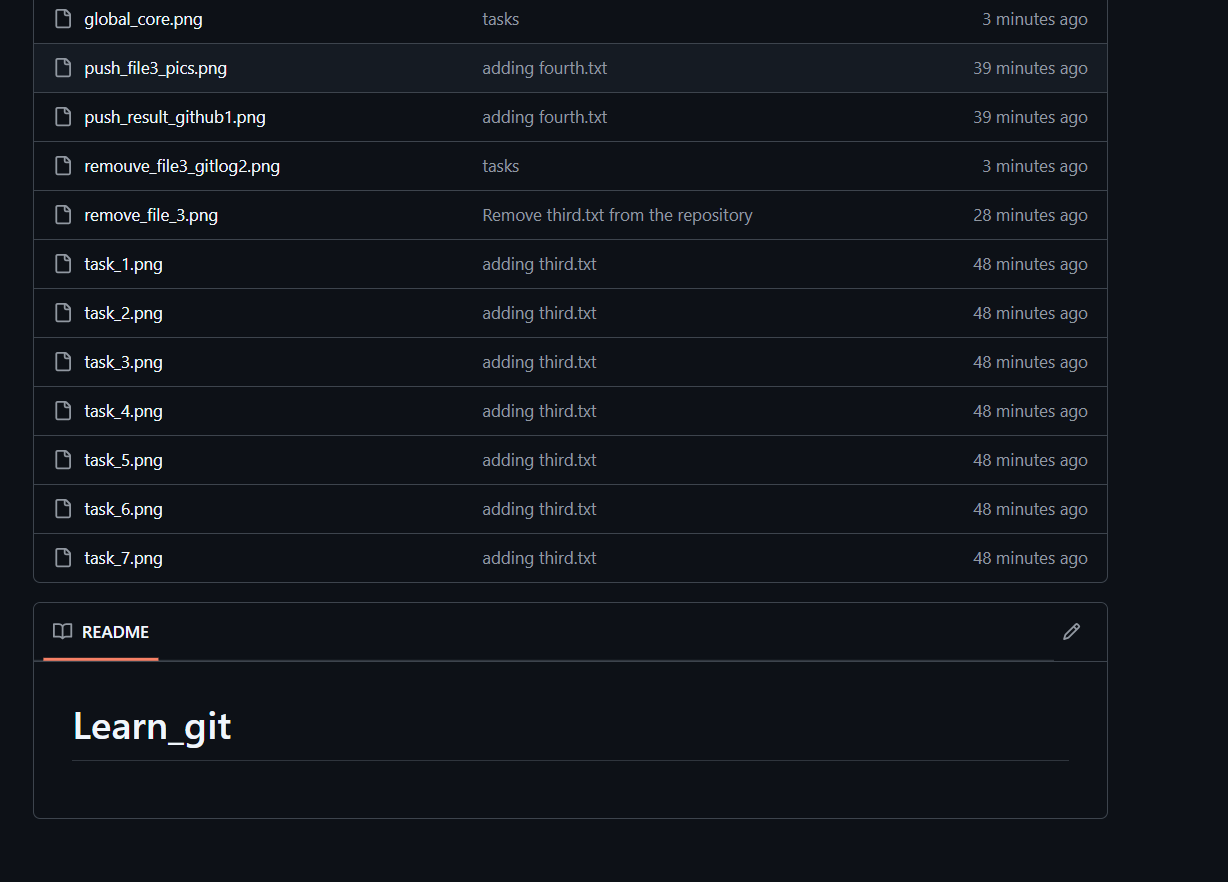 global_core.png tasks 3 minutes ago
push_file3_pics.png adding fourth.txt 39 minutes ago
push_result_github1.png adding fourth.txt 39 minutes ago
remouve_file3_gitlog2.png tasks 3 minutes ago
remove_file_3.png Remove third.txt from the repository 28 minutes ago
task_1.png adding third.txt 48 minutes ago
task_2.png adding third.txt 48 minutes ago
task_3.png adding third.txt 48 minutes ago
task_4.png adding third.txt 48 minutes ago
task_5.png adding third.txt 48 minutes ago
task_6.png adding third.txt 48 minutes ago
task_7.png adding third.txt 48 minutes ago
README
Learn_git